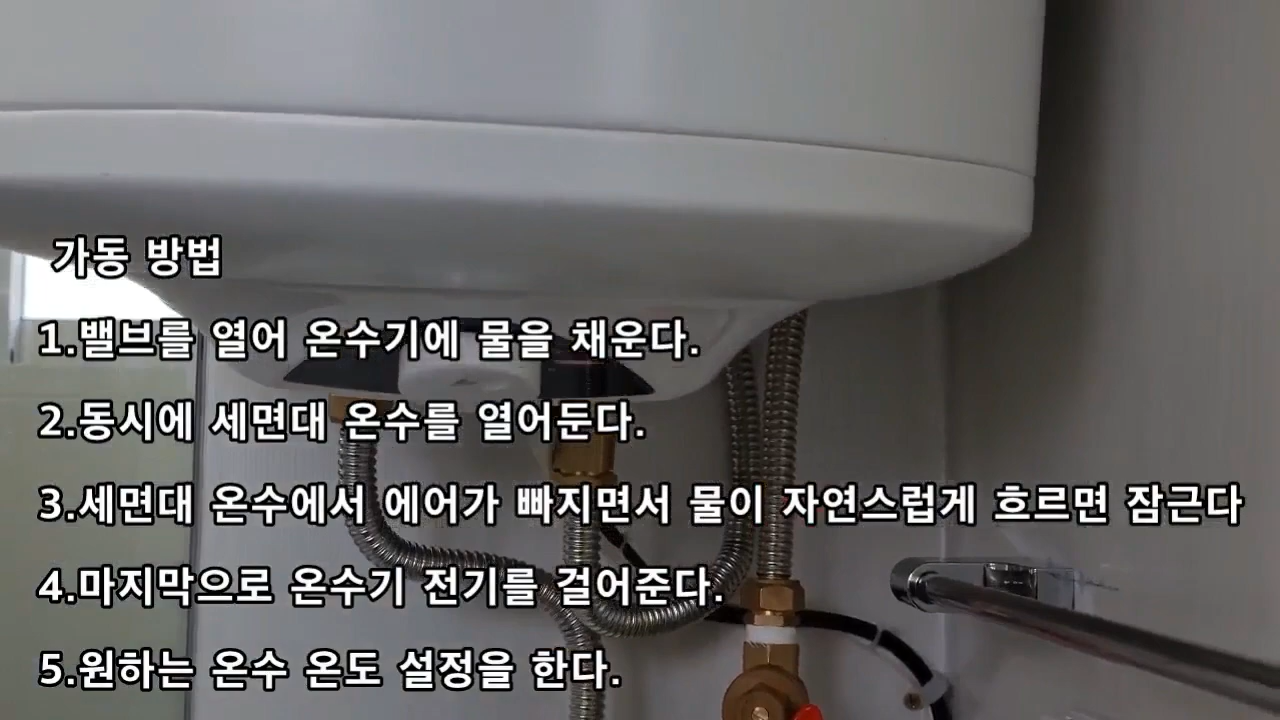 가동 방법
1.밸브를 열어 온수기에 물을 채운다.
2.동시에 세면대 온수를 열어둔다.
3.세면대 온수에서 에어가 빠지면서 물이 자연스럽게 흐르면 잠근다
4.마지막으로 온수기 전기를 걸어준다.
5.원하는 온수 온도 설정을 한다.